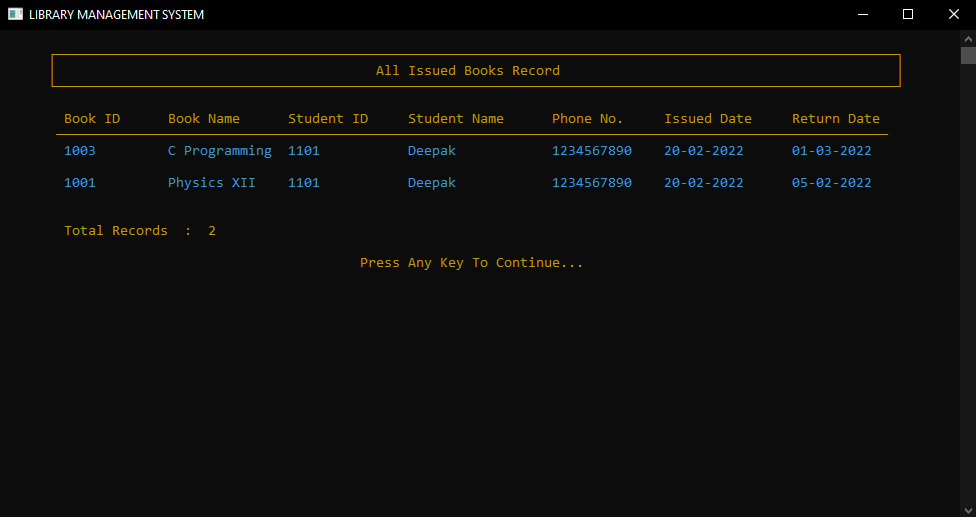 LIBRARY MANAGEMENT SYSTEM
All Issued Books Record
Book ID Book Name Student ID Student Name Phone No. Issued Date Return Date
1003 C Programming 1101 Deepak 1234567890 20-02-2022 01-03-2022
1001 Physics XII 1101 Deepak 1234567890 20-02-2022 05-02-2022
Total Records : 2
Press Any Key To Continue...